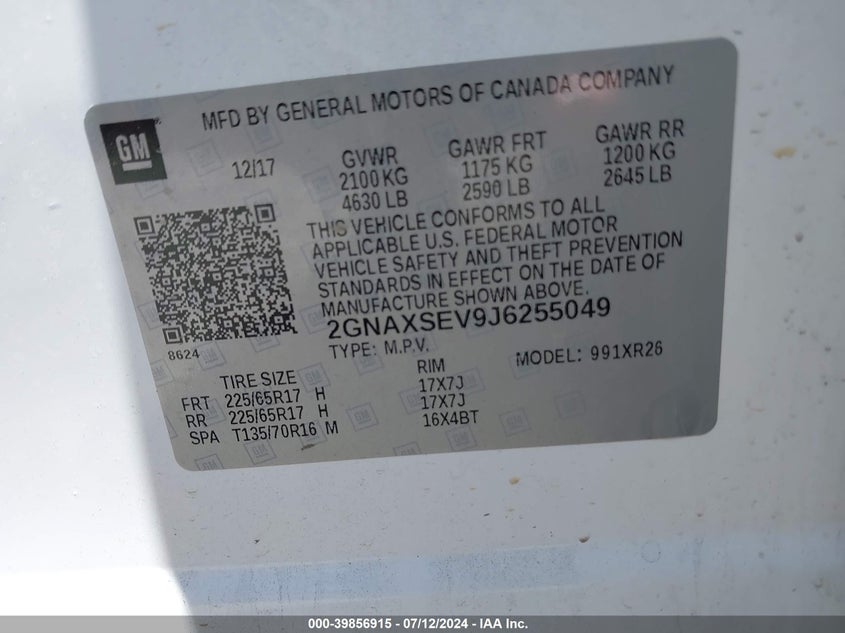 MFD BY GENERAL MOTORS OF CANADA COMPANY
GM
12/17
GVWR GAWR FRT GAWR RR
2100 KG 1175 KG 1200 KG
4630 LB 2590 LB 2645 LB
THIS VEHICLE CONFORMS TO ALL
APPLICABLE U.S. FEDERAL MOTOR
VEHICLE SAFETY AND THEFT PREVENTION
STANDARDS IN EFFECT ON THE DATE OF
MANUFACTURE SHOWN ABOVE.
2GNAXSEV9J6255049
8624
TYPE: M.P.V. MODEL: 991XR26
TIRE SIZE RIM
FRT 225/65R17 H 17X7J
RR 225/65R17 H 17X7J
SPA T135/70R16 M 16X4BT
000-39856915 - 07/12/2024 - IAA Inc.